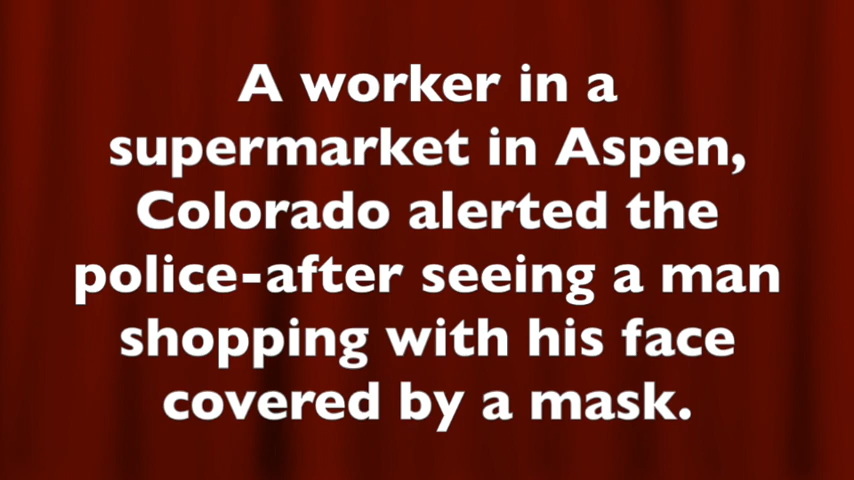 A worker in a
supermarket in Aspen,
Colorado alerted the
police-after seeing a man
shopping with his face
covered by a mask.